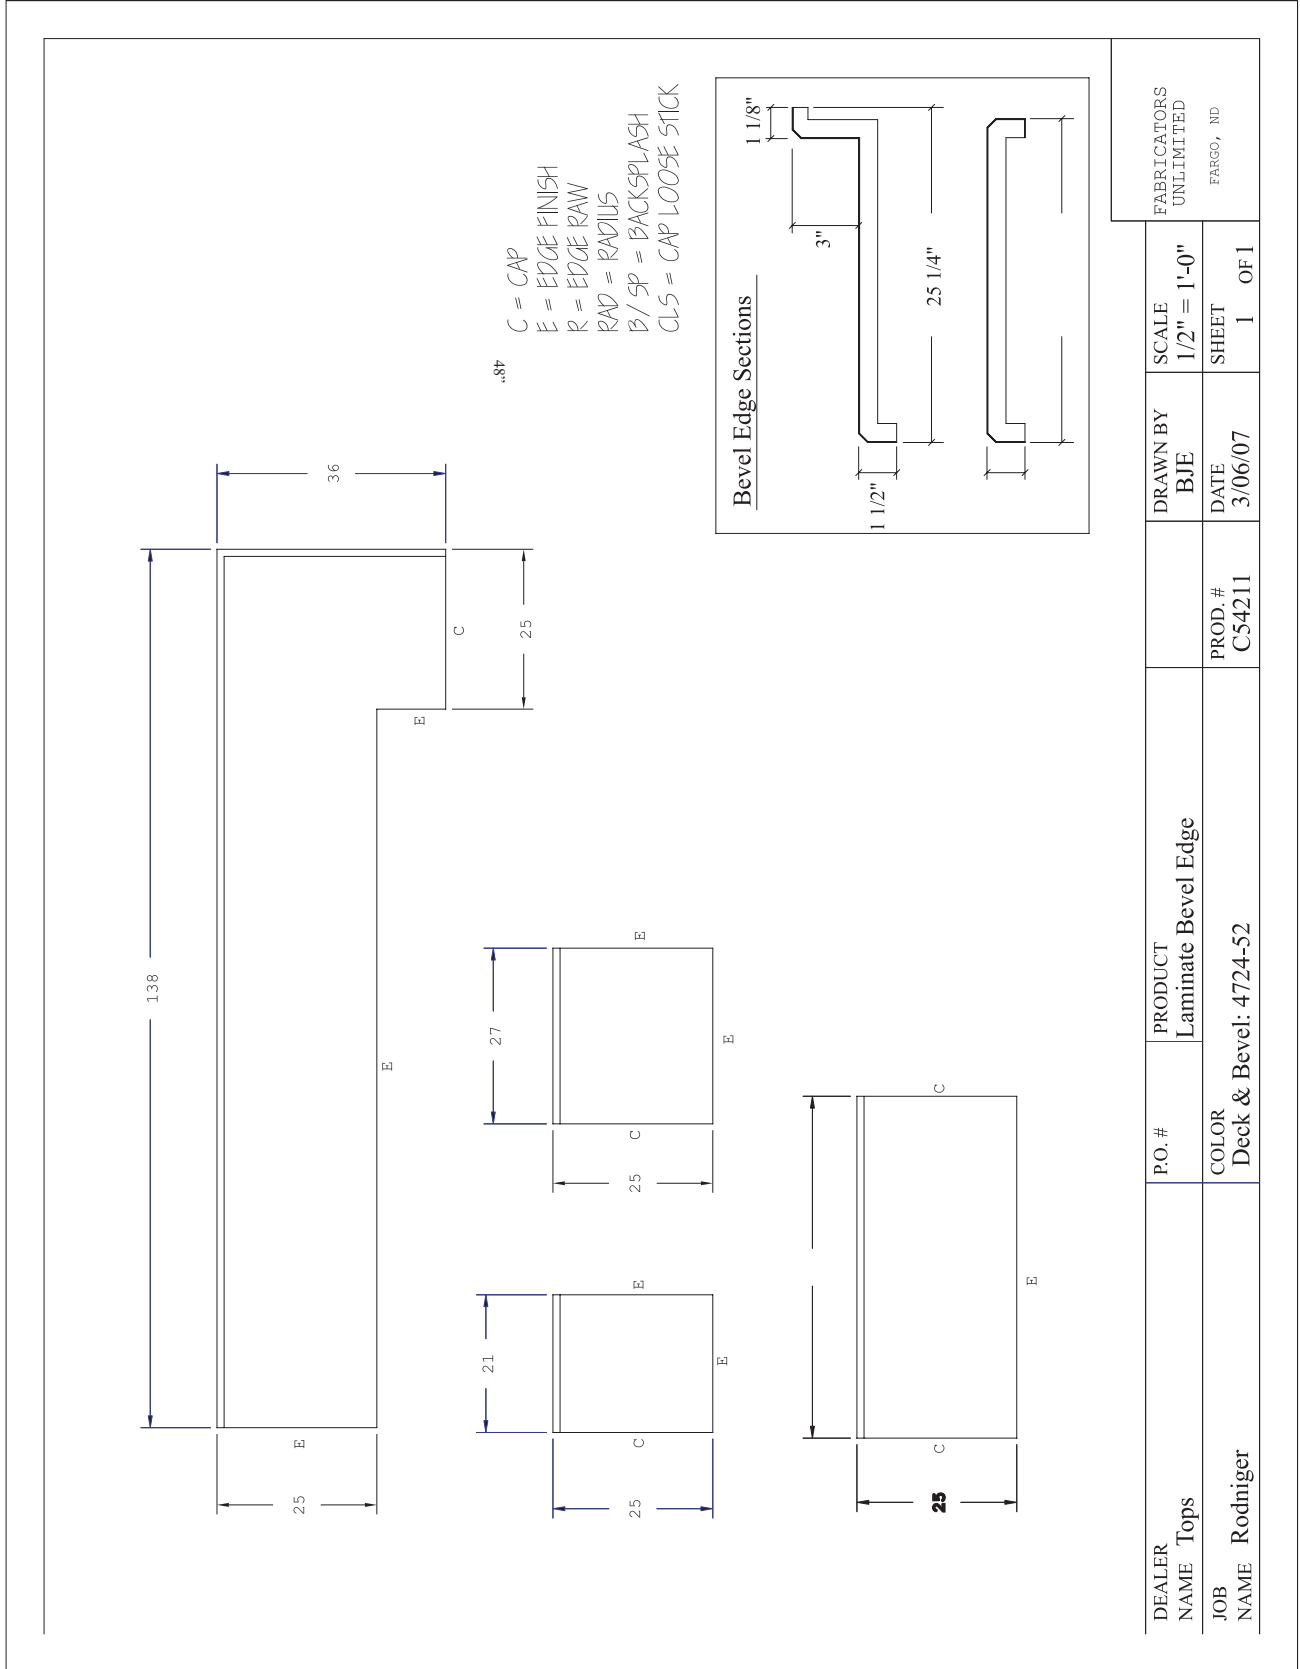 138
36
25
E
E
E
C
25
48"
C = CAP
E = EDGE FINISH
R = EDGE RAW
RAD = RADIUS
B/SP = BACKSPLASH
CLS = CAP LOOSE STICK
21
25
C
E
E
27
25
C
E
E
25
C
C
E
Bevel Edge Sections
1 1/8"
3"
25 1/4"
1 1/2"
DEALER
NAME Tops
P.O. #
PRODUCT
Laminate Bevel Edge
DRAWN BY
BJE
SCALE
1/2" = 1'-0"
JOB
NAME Rodniger
COLOR
Deck & Bevel: 4724-52
PROD. #
C54211
DATE
3/06/07
SHEET
1 OF 1
FABRICATORS
UNLIMITED
FARGO, ND